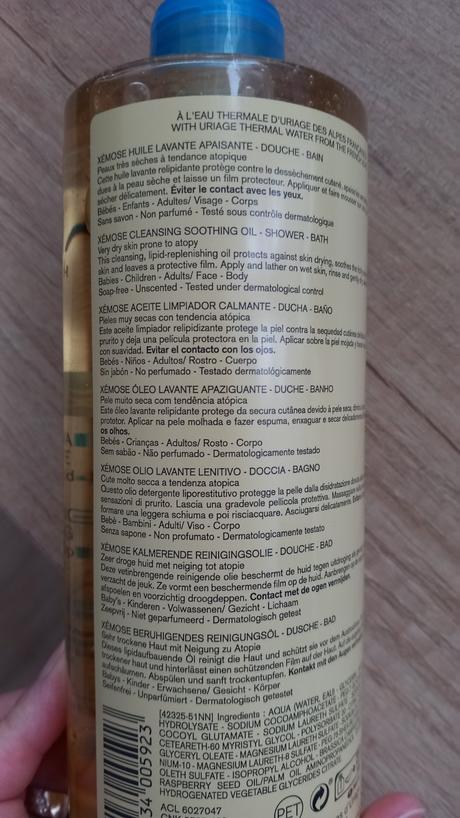 À L'EAU THERMALE D'URIAGE DES ALPES
WITH URIAGE THERMAL WATER FROM THE
XÉMOSE HUILE LAVANTE APAISANTE - DOUCHE - BAIN
Peaux très sèches à tendance atopique
Cette huile lavante relipidante protège contre le dessèchement cutané,
dues à la peau sèche et laisse un film protecteur. Appliquer et faire mousser
sécher délicatement. Éviter le contact avec les yeux.
Bébés - Enfants - Adultes/ Visage - Corps
Sans savon - Non parfumé - Testé sous contrôle dermatologique
XÉMOSE CLEANSING SOOTHING OIL - SHOWER - BATH
Very dry skin prone to atopy
This cleansing, lipid-replenishing oil protects against skin drying, soothes the
skin and leaves a protective film. Apply and lather on wet skin, rinse and gently
Babies - Children - Adults/ Face - Body
Soap-free - Unscented - Tested under dermatological control
XÉMOSE ACEITE LIMPIADOR CALMANTE - DUCHA - BAÑO
Pieles muy secas con tendencia atópica
Este aceite limpiador relipidizante protege la piel contra la sequedad cutánea
prurito y deja una película protectora en la piel. Aplicar sobre la piel mojada y
con suavidad. Evitar el contacto con los ojos.
Bebés - Niños - Adultos/ Rostro - Cuerpo
Sin jabón - No perfumado - Testado dermatológicamente
XÉMOSE ÓLEO LAVANTE APAZIGUANTE - DUCHE - BANHO
Pele muito seca com tendência atópica
Este óleo lavante relipidante protege da secura cutânea devido à pele seca,
protetor. Aplicar na pele molhada e fazer espuma, enxaguar e secar
os olhos.
Bebés - Crianças - Adultos/ Rosto - Corpo
Sem sabão - Não perfumado - Dermatologicamente testado
XÉMOSE OLIO LAVANTE LENITIVO - DOCCIA - BAGNO
Cute molto secca a tendenza atopica
Questo olio detergente liporestitutivo protegge la pelle dalla disidratazione
sensazioni di prurito. Lascia una gradevole pellicola protettiva.
formare una leggera schiuma e poi risciacquare. Asciugarsi delicatamente.
Bebè - Bambini - Adulti/ Viso - Corpo
Senza sapone - Non profumato - Dermatologicamente testato
XÉMOSE KALMERENDE REINIGINGSOLIE - DOUCHE - BAD
Zeer droge huid met neiging tot atopie
Deze vetinbrengende reinigende olie beschermt de huid tegen uitdroging
verzacht de jeuk. Ze vormt een beschermende film op de huid. Aanbrengen op
afspoelen en voorzichtig droogdeppen. Contact met de ogen vermijden.
Baby's - Kinderen - Volwassenen/ Gezicht - Lichaam
Zeepvrij - Niet geparfumeerd - Dermatologisch getest
XÉMOSE BERUHIGENDES REINIGUNGSÖL - DUSCHE - BAD
Sehr trockene Haut mit Neigung zu Atopie
Dieses lipidaufbauende Öl reinigt die Haut und schützt sie vor dem
trockener haut und hinterlässt einen schützenden Film auf der Haut. Auf
aufschäumen. Abspülen und sanft trockentupfen. Kontakt mit den Augen
Babys - Kinder - Erwachsene/ Gesicht - Körper
Seifenfrei - Unparfümiert - Dermatologisch getestet
[42325-51NN] Ingredients : AQUA (WATER, EAU)
HYDROLYSATE - SODIUM COCOAMPHOACETATE
COCOYL GLUTAMATE - SODIUM LAURETH
CETEARETH-60 MYRISTYL GLYCOL - POLYSORBATE
GLYCERYL OLEATE - MAGNESIUM LAURETH SULFATE
NIUM-10 - MAGNESIUM LAURETH-8 SULFATE
OLETH SULFATE - ISOPROPYL ALCOHOL
RASPBERRY SEED OIL/PALM OIL AMINOPROPANEDIOL
HYDROGENATED VEGETABLE GLYCERIDES CITRATE.
34 005923
ACL 6027047
PET